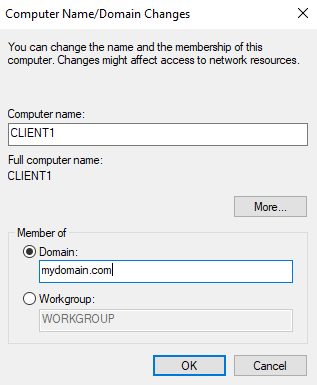 Computer Name/Domain Changes
You can change the name and the membership of this
computer. Changes might affect access to network resources.
Computer name:
CLIENT1
Full computer name:
CLIENT1
More...
Member of
Domain:
mydomain.com
Workgroup:
WORKGROUP
OK
Cancel